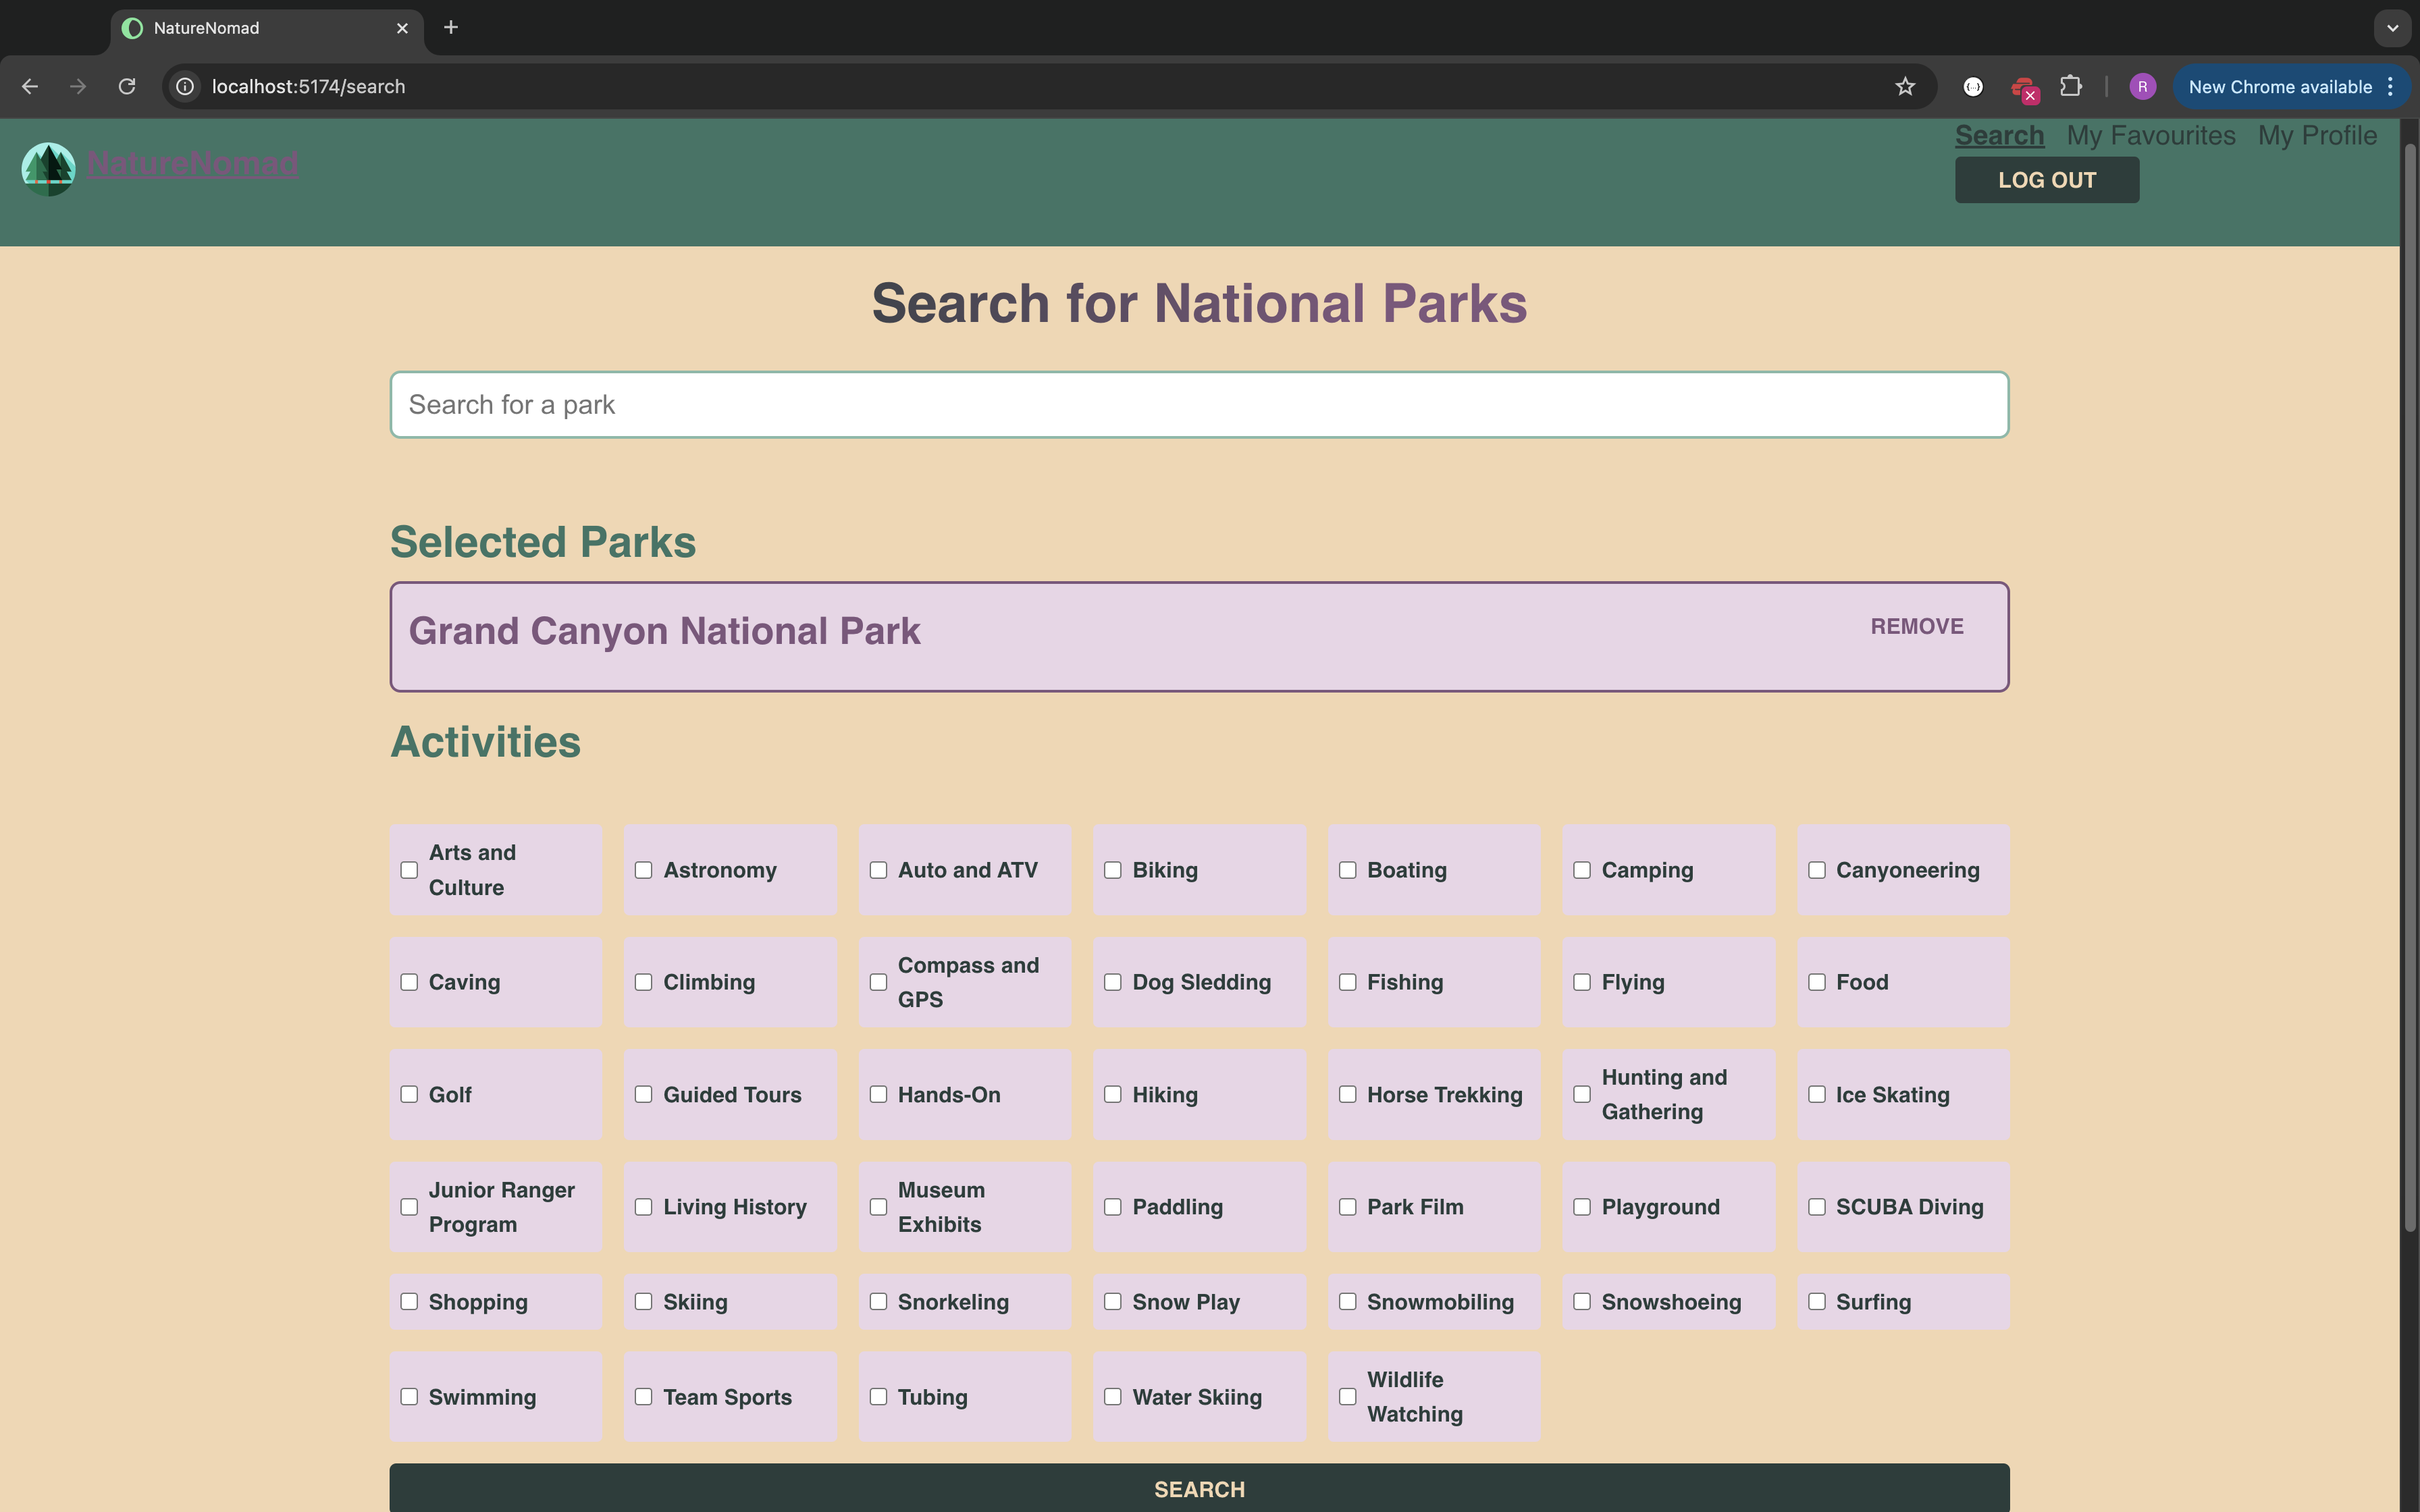 NatureNomad
localhost:5174/search
R
New Chrome available
NatureNomad
Search My Favourites My Profile
LOG OUT
Search for National Parks
Search for a park
Selected Parks
Grand Canyon National Park
REMOVE
Activities
Arts and
Culture
Astronomy
Auto and ATV
Biking
Boating
Camping
Canyoneering
Caving
Climbing
Compass and
GPS
Dog Sledding
Fishing
Flying
Food
Golf
Guided Tours
Hands-On
Hiking
Horse Trekking
Hunting and
Gathering
Ice Skating
Junior Ranger
Program
Living History
Museum
Exhibits
Paddling
Park Film
Playground
SCUBA Diving
Shopping
Skiing
Snorkeling
Snow Play
Snowmobiling
Snowshoeing
Surfing
Swimming
Team Sports
Tubing
Water Skiing
Wildlife
Watching
SEARCH